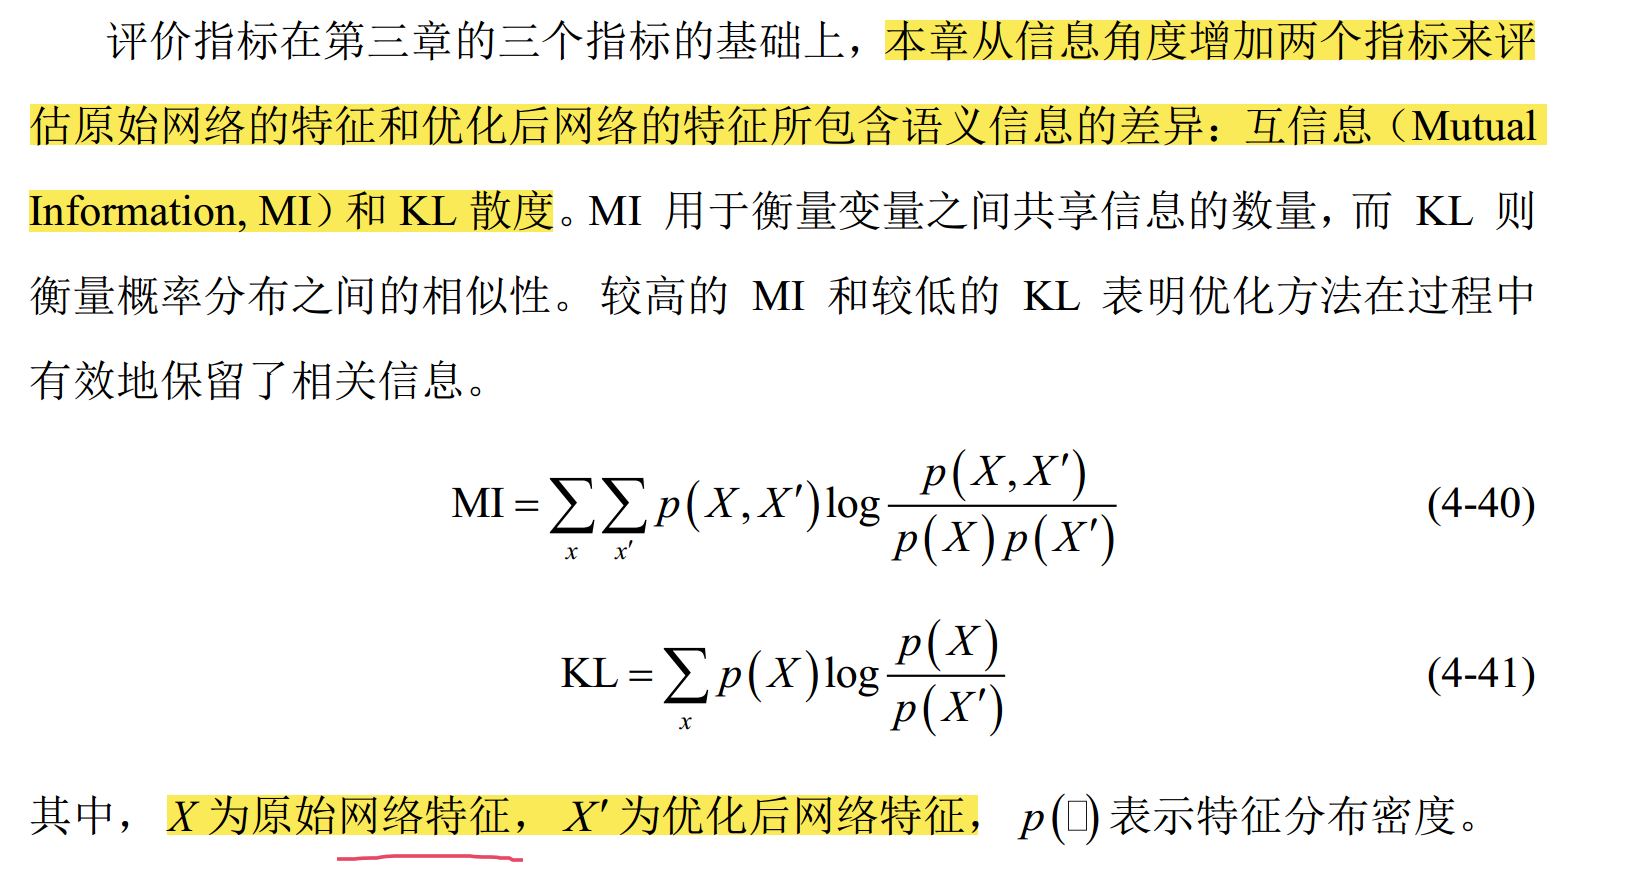 评价指标在第三章的三个指标的基础上，本章从信息角度增加两个指标来评
估原始网络的特征和优化后网络的特征所包含语义信息的差异：互信息（Mutual
Information, MI）和 KL 散度。MI 用于衡量变量之间共享信息的数量，而 KL 则
衡量概率分布之间的相似性。较高的 MI 和较低的 KL 表明优化方法在过程中
有效地保留了相关信息。
MI = ∑_x ∑_x′ p(X, X′) log p(X, X′) / p(X) p(X′) (4-40)
KL = ∑_x p(X) log p(X) / p(X′) (4-41)
其中，X 为原始网络特征，X′ 为优化后网络特征，p(□) 表示特征分布密度。